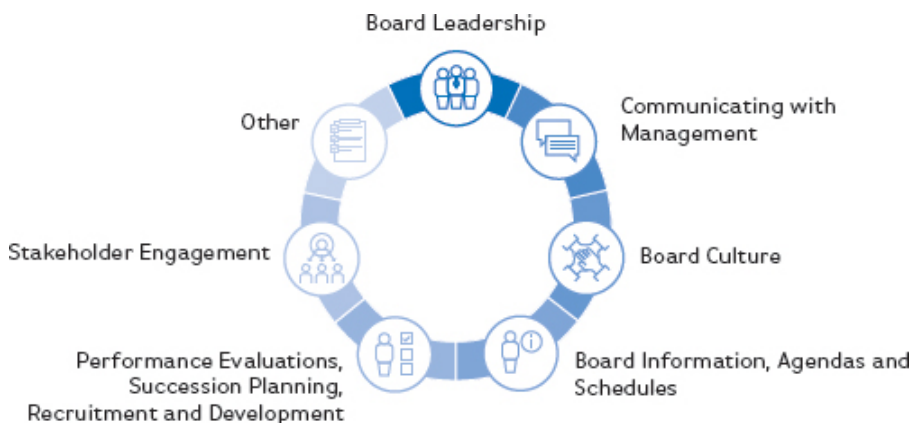 Board Leadership
Communicating with
Management
Board Culture
Board Information, Agendas and
Schedules
Performance Evaluations,
Succession Planning,
Recruitment and Development
Stakeholder Engagement
Other